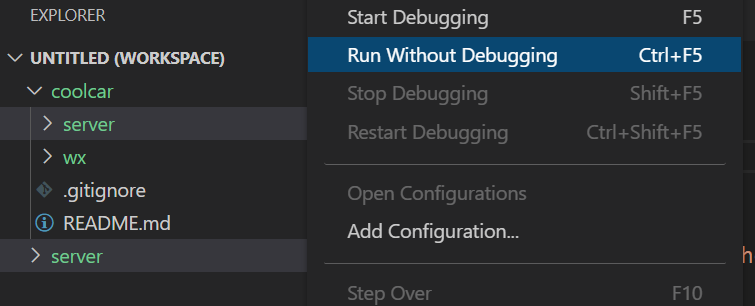 EXPLORER
UNTITLED (WORKSPACE)
coolcar
server
wx
.gitignore
README.md
server
Start Debugging F5
Run Without Debugging Ctrl+F5
Stop Debugging Shift+F5
Restart Debugging Ctrl+Shift+F5
Open Configurations
Add Configuration...
Step Over F10
h